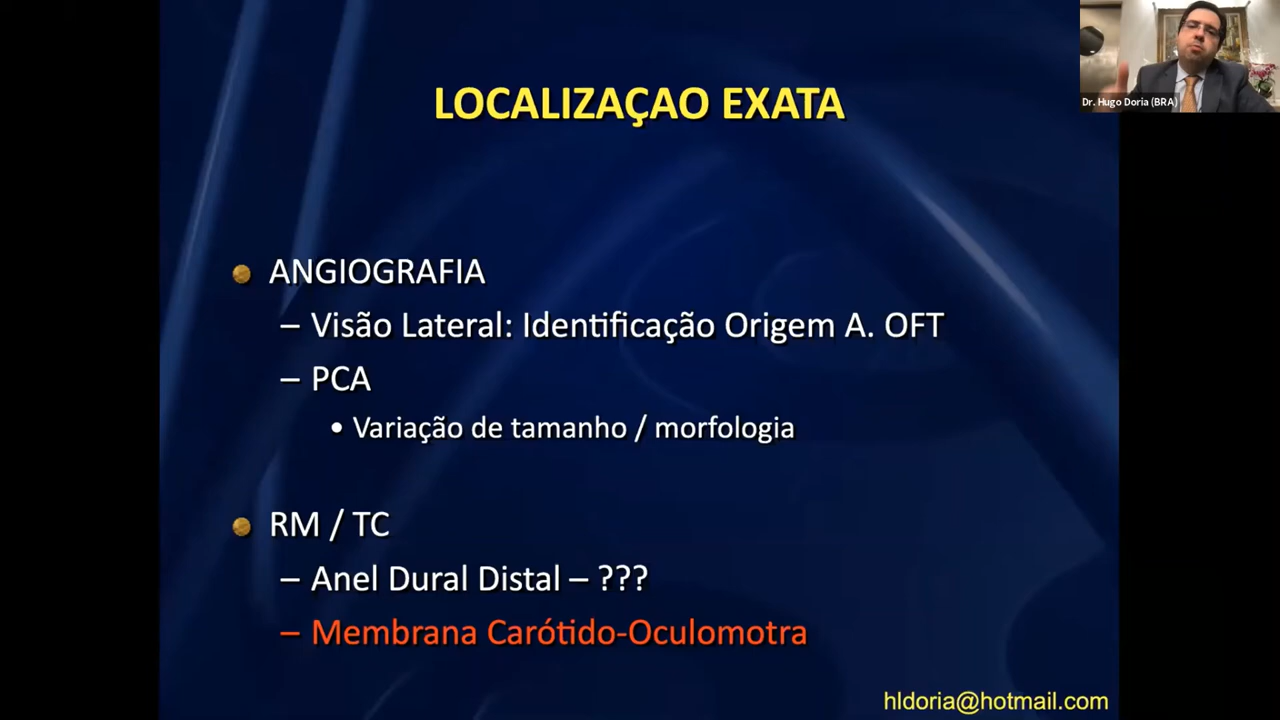 LOCALIZAÇAO EXATA
Dr. Hugo Doria (BRA)
ANGIOGRAFIA
– Visão Lateral: Identificação Origem A. OFT
– PCA
• Variação de tamanho / morfologia
RM / TC
– Anel Dural Distal – ???
– Membrana Carótido-Oculomotra
hldoria@hotmail.com